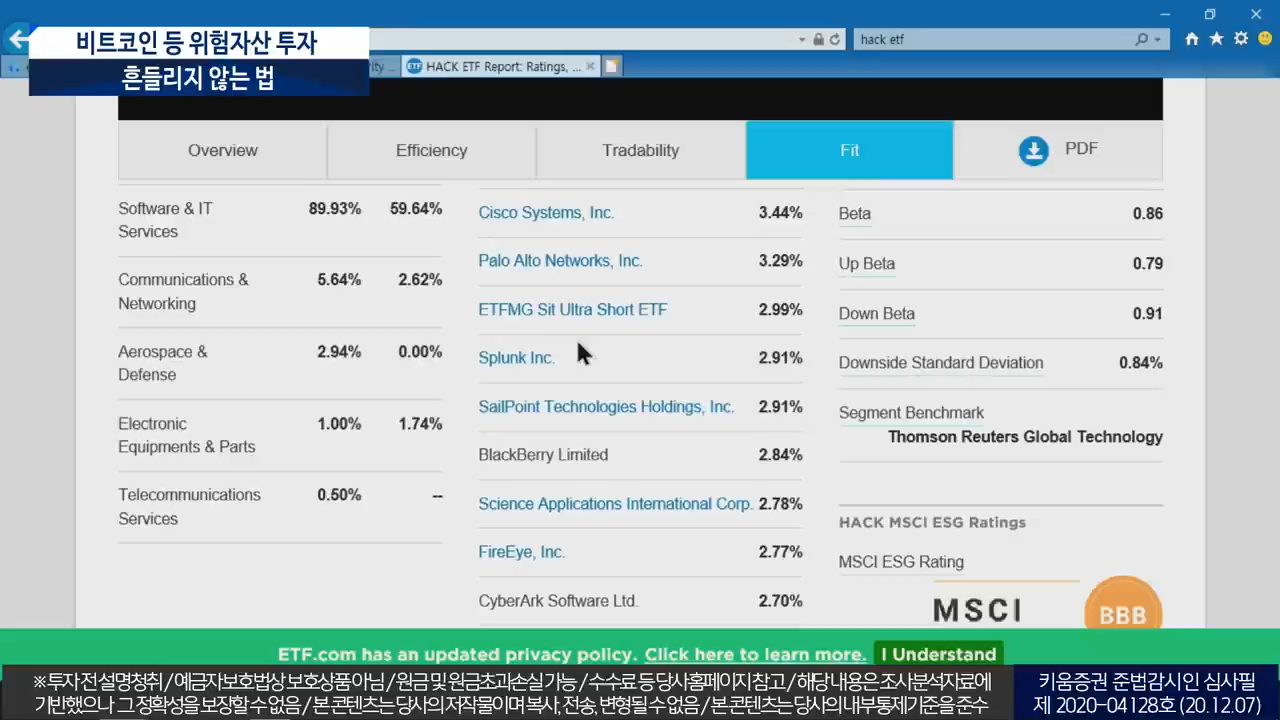 비트코인 등 위험자산 투자
흔들리지 않는 법
hack etf
HACK ETF Report: Ratings, ...
Overview
Efficiency
Tradability
Fit
PDF
Software & IT
Services
89.93% 59.64%
Communications &
Networking
5.64% 2.62%
Aerospace &
Defense
2.94% 0.00%
Electronic
Equipments & Parts
1.00% 1.74%
Telecommunications
Services
0.50% --
Cisco Systems, Inc. 3.44%
Palo Alto Networks, Inc. 3.29%
ETFMG Sit Ultra Short ETF 2.99%
Splunk Inc. 2.91%
SailPoint Technologies Holdings, Inc. 2.91%
BlackBerry Limited 2.84%
Science Applications International Corp. 2.78%
FireEye, Inc. 2.77%
CyberArk Software Ltd. 2.70%
Beta 0.86
Up Beta 0.79
Down Beta 0.91
Downside Standard Deviation 0.84%
Segment Benchmark
Thomson Reuters Global Technology
HACK MSCI ESG Ratings
MSCI ESG Rating
MSCI
BBB
ETF.com has an updated privacy policy. Click here to learn more. I Understand
※ 투자 전 설명청취 / 예금자보호법상 보호상품 아님 / 원금 및 원금초과손실 가능 / 수수료 등 당사홈페이지 참고 / 해당 내용은 조사분석자료에
기반했으나 그 정확성을 보장할 수 없음 / 본 콘텐츠는 당사의 저작물이며 복사, 전송, 변형될 수 없음 / 본 콘텐츠는 당사의 내부통제기준을 준수
키움증권 준법감시인 심사필
제 2020-04128호 (20.12.07)